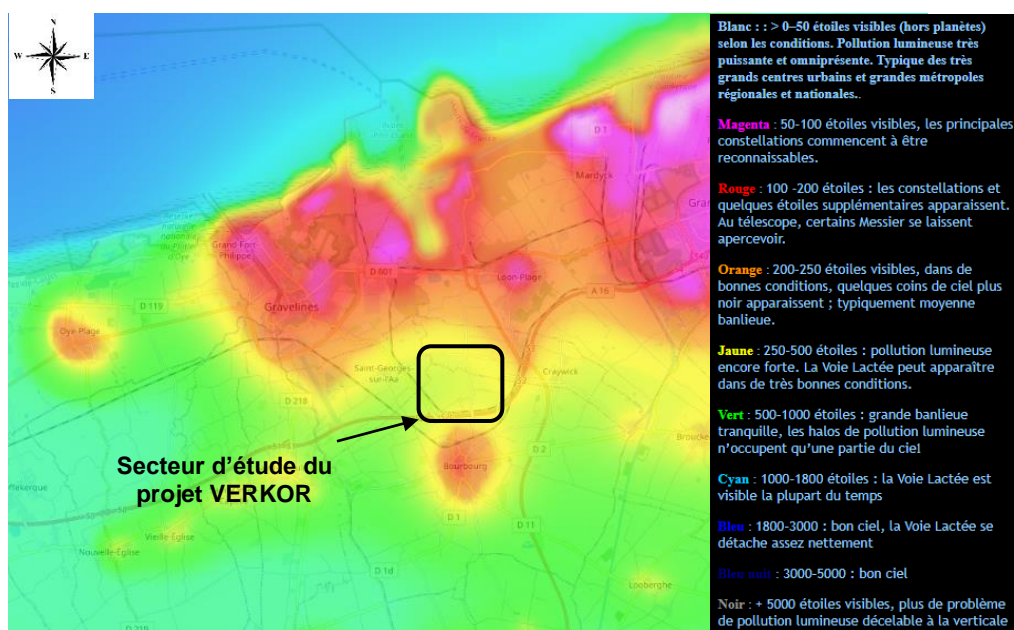 N
W E
S
D 1
Mardyck
Grand Fort
Philippe
D 601
Loon-Plage
A 16
D 119
Gravelines
Oye-Plage
Saint-Georges-
sur-l'Aa
Craywick
D 218
D 2
Bourbourg
Secteur d'étude du
projet VERKOR
D 1
D 11
Vieille-Église
Nouvelle-Église
D 1d
Looberghe
D 219
Blanc : : > 0–50 étoiles visibles (hors planètes)
selon les conditions. Pollution lumineuse très
puissante et omniprésente. Typique des très
grands centres urbains et grandes métropoles
régionales et nationales..
Magenta : 50-100 étoiles visibles, les principales
constellations commencent à être
reconnaissables.
Rouge : 100 -200 étoiles : les constellations et
quelques étoiles supplémentaires apparaissent.
Au télescope, certains Messier se laissent
apercevoir.
Orange : 200-250 étoiles visibles, dans de
bonnes conditions, quelques coins de ciel plus
noir apparaissent ; typiquement moyenne
banlieue.
Jaune : 250-500 étoiles : pollution lumineuse
encore forte. La Voie Lactée peut apparaître
dans de très bonnes conditions.
Vert : 500-1000 étoiles : grande banlieue
tranquille, les halos de pollution lumineuse
n'occupent qu'une partie du ciel
Cyan : 1000-1800 étoiles : la Voie Lactée est
visible la plupart du temps
Bleu : 1800-3000 : bon ciel, la Voie Lactée se
détache assez nettement
Bleu nuit : 3000-5000 : bon ciel
Noir : + 5000 étoiles visibles, plus de problème
de pollution lumineuse décelable à la verticale